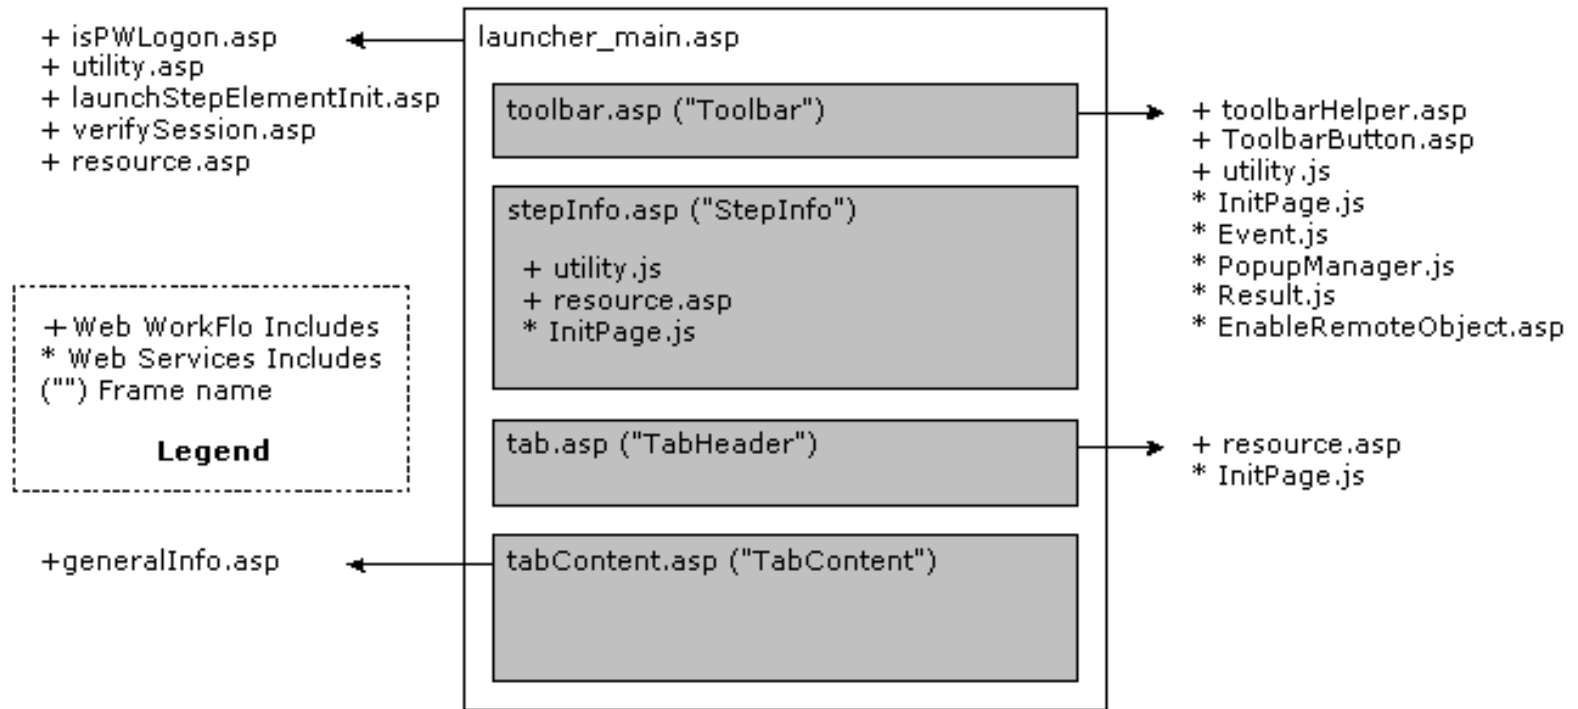 + isPWLogon.asp
+ utility.asp
+ launchStepElementInit.asp
+ verifySession.asp
+ resource.asp
launcher_main.asp
toolbar.asp ("Toolbar")
+ toolbarHelper.asp
+ ToolbarButton.asp
+ utility.js
* InitPage.js
* Event.js
* PopupManager.js
* Result.js
* EnableRemoteObject.asp
stepInfo.asp ("StepInfo")
+ utility.js
+ resource.asp
* InitPage.js
+ Web WorkFlo Includes
* Web Services Includes
("") Frame name
Legend
tab.asp ("TabHeader")
+ resource.asp
* InitPage.js
+generalInfo.asp
tabContent.asp ("TabContent")